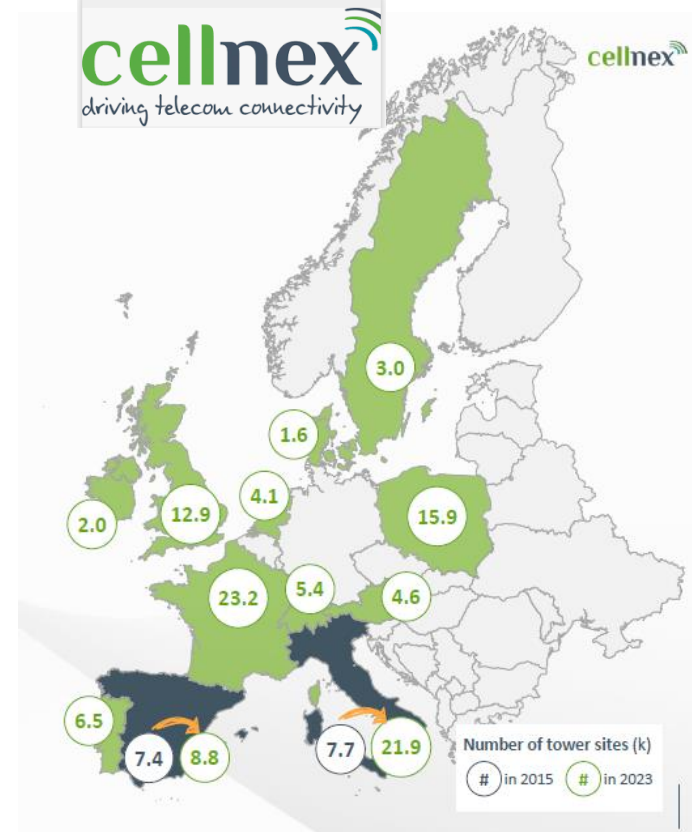 cellnex
driving telecom connectivity
cellnex
3.0
1.6
4.1
12.9
2.0
15.9
23.2
5.4
4.6
6.5
7.4
8.8
7.7
21.9
Number of tower sites (k)
# in 2015 # in 2023